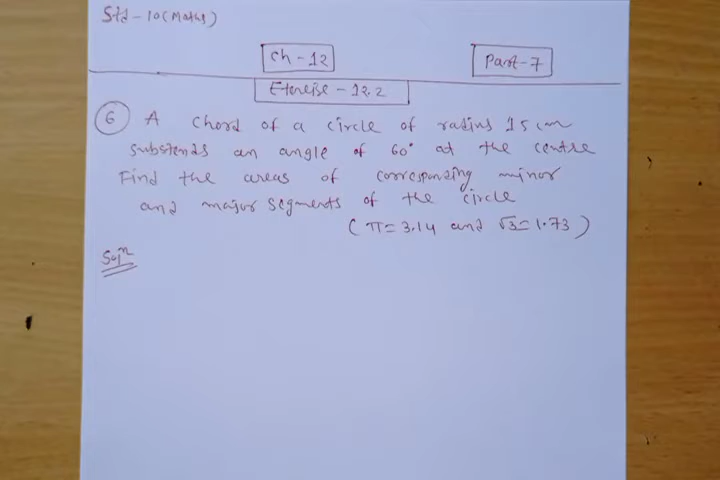 Std - 10 (Maths)
Ch - 12
Part - 7
Exercise - 12.2
6 A chord of a circle of radius 15 cm
substends an angle of 60° at the centre
Find the areas of corresponding minor
and major segments of the circle
( π = 3.14 and √3 = 1.73 )
Solⁿ